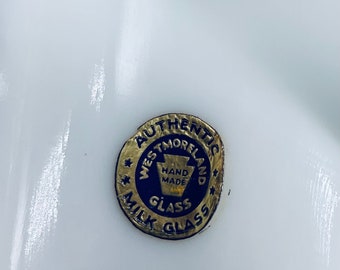 AUTHENTIC
WESTMORELAND
HAND
MADE
GLASS
MILK GLASS